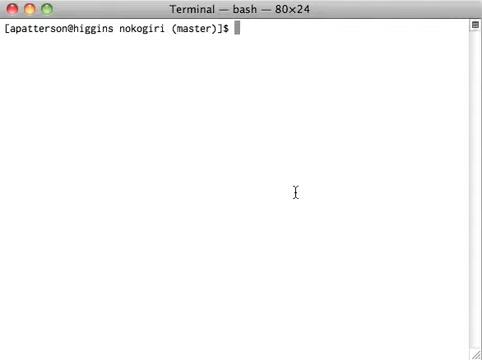 Terminal — bash — 80×24
[apatterson@higgins nokogiri (master)]$